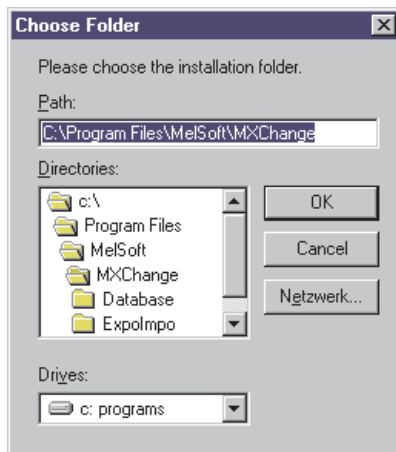 Choose Folder
Please choose the installation folder.
Path:
C:\Program Files\MelSoft\MXChange
Directories:
c:\
Program Files
MelSoft
MXChange
Database
ExpoImpo
OK
Cancel
Netzwerk...
Drives:
c: programs